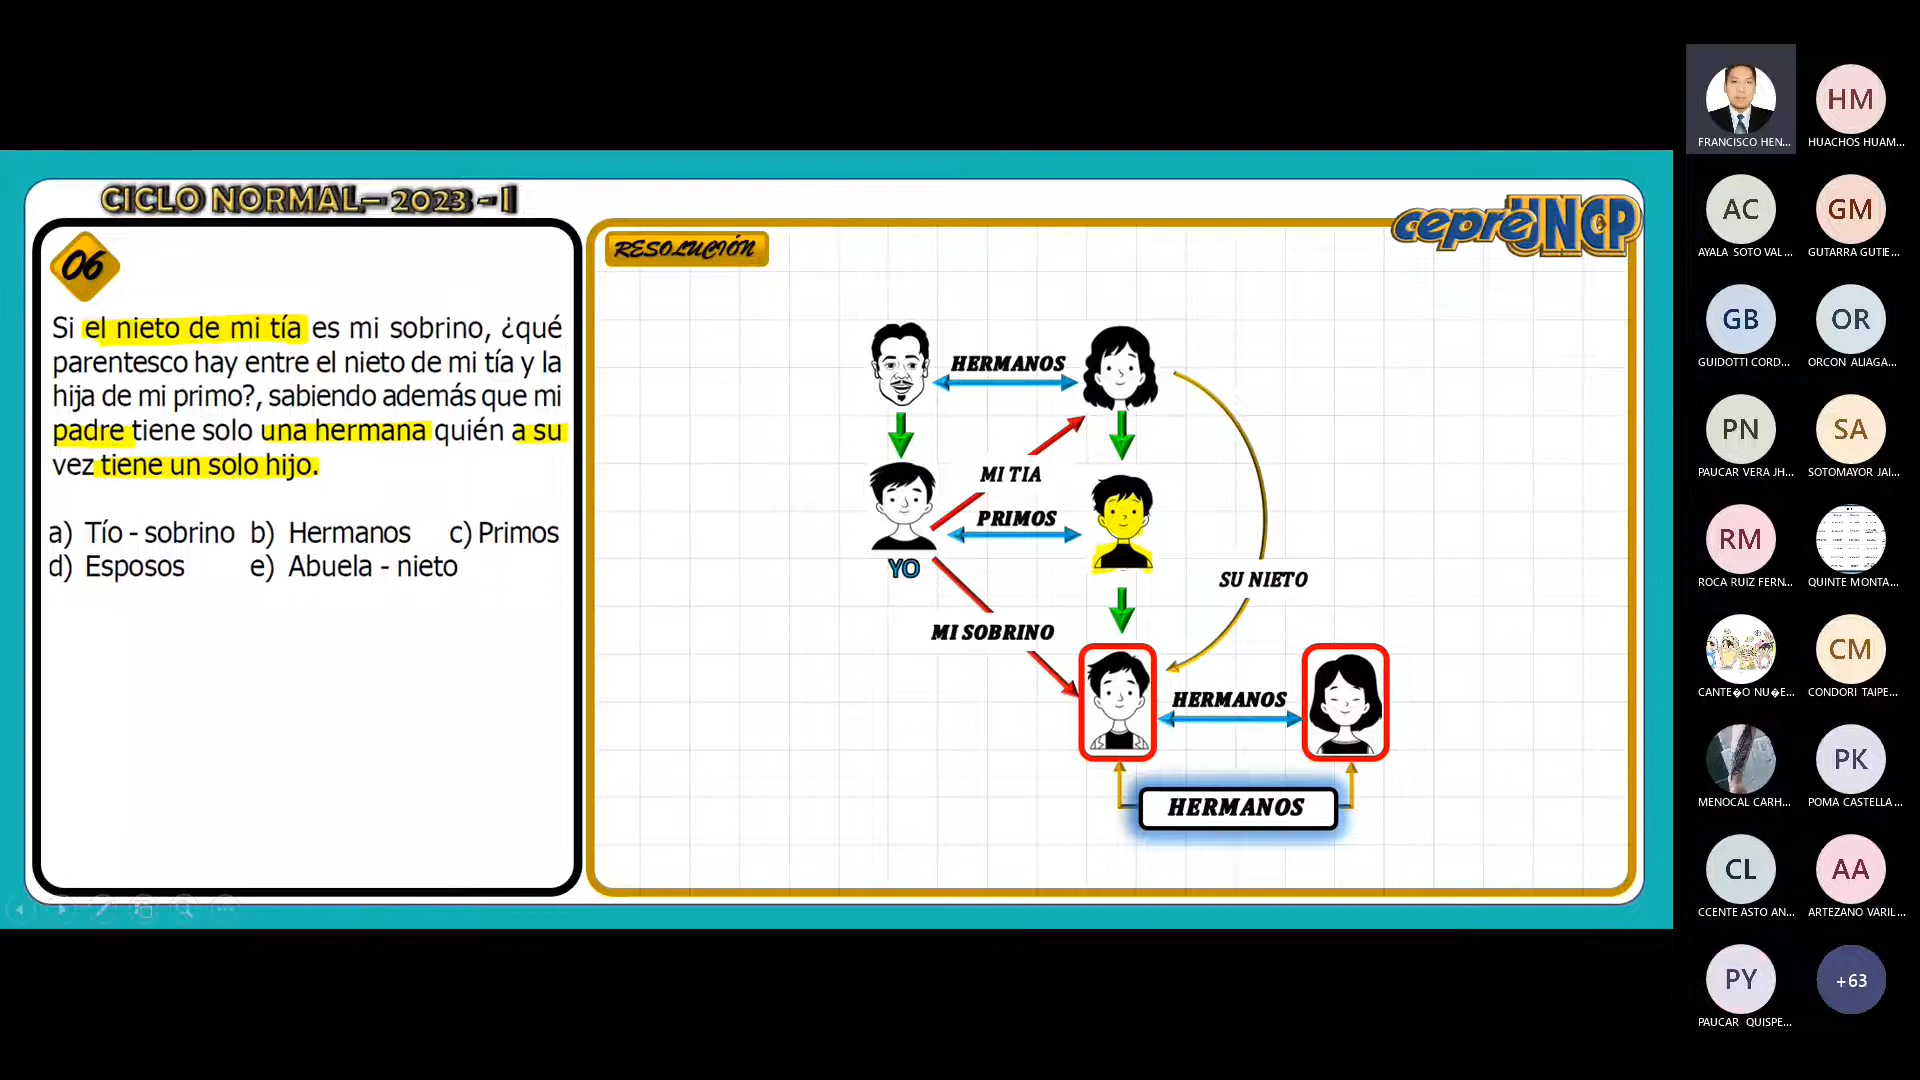 CICLO NORMAL– 2023 - I
cepreUNCP
06
Si el nieto de mi tía es mi sobrino, ¿qué
parentesco hay entre el nieto de mi tía y la
hija de mi primo?, sabiendo además que mi
padre tiene solo una hermana quién a su
vez tiene un solo hijo.
a) Tío - sobrino b) Hermanos c) Primos
d) Esposos e) Abuela - nieto
RESOLUCIÓN
HERMANOS
MI TIA
PRIMOS
YO
SU NIETO
MI SOBRINO
HERMANOS
HERMANOS
FRANCISCO HEN...
HM
HUACHOS HUAM...
AC
AYALA SOTO VAL...
GM
GUTARRA GUTIE...
GB
GUIDOTTI CORD...
OR
ORCON ALIAGA...
PN
PAUCAR VERA JH...
SA
SOTOMAYOR JAI...
RM
ROCA RUIZ FERN...
QUINTE MONTA...
CANTE�O NU�E...
CM
CONDORI TAIPE...
MENOCAL CARH...
PK
POMA CASTELLA...
CL
CCENTE ASTO AN...
AA
ARTEZANO VARIL...
PY
PAUCAR QUISPE...
+63